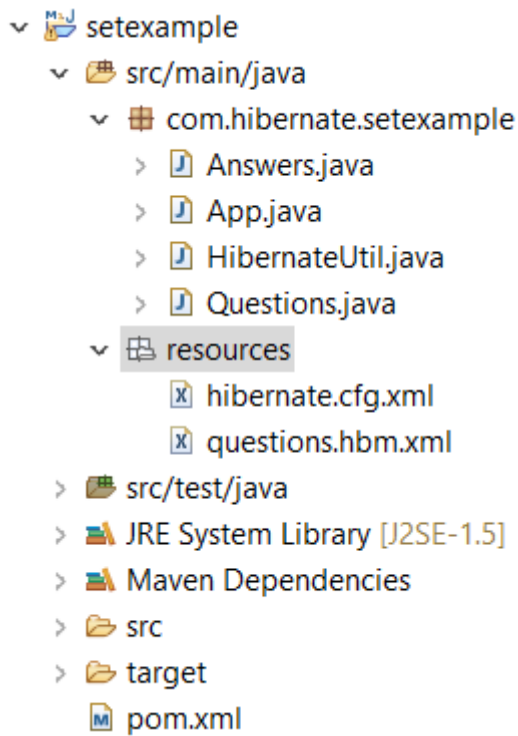 setexample
src/main/java
com.hibernate.setexample
Answers.java
App.java
HibernateUtil.java
Questions.java
resources
hibernate.cfg.xml
questions.hbm.xml
src/test/java
JRE System Library [J2SE-1.5]
Maven Dependencies
src
target
pom.xml